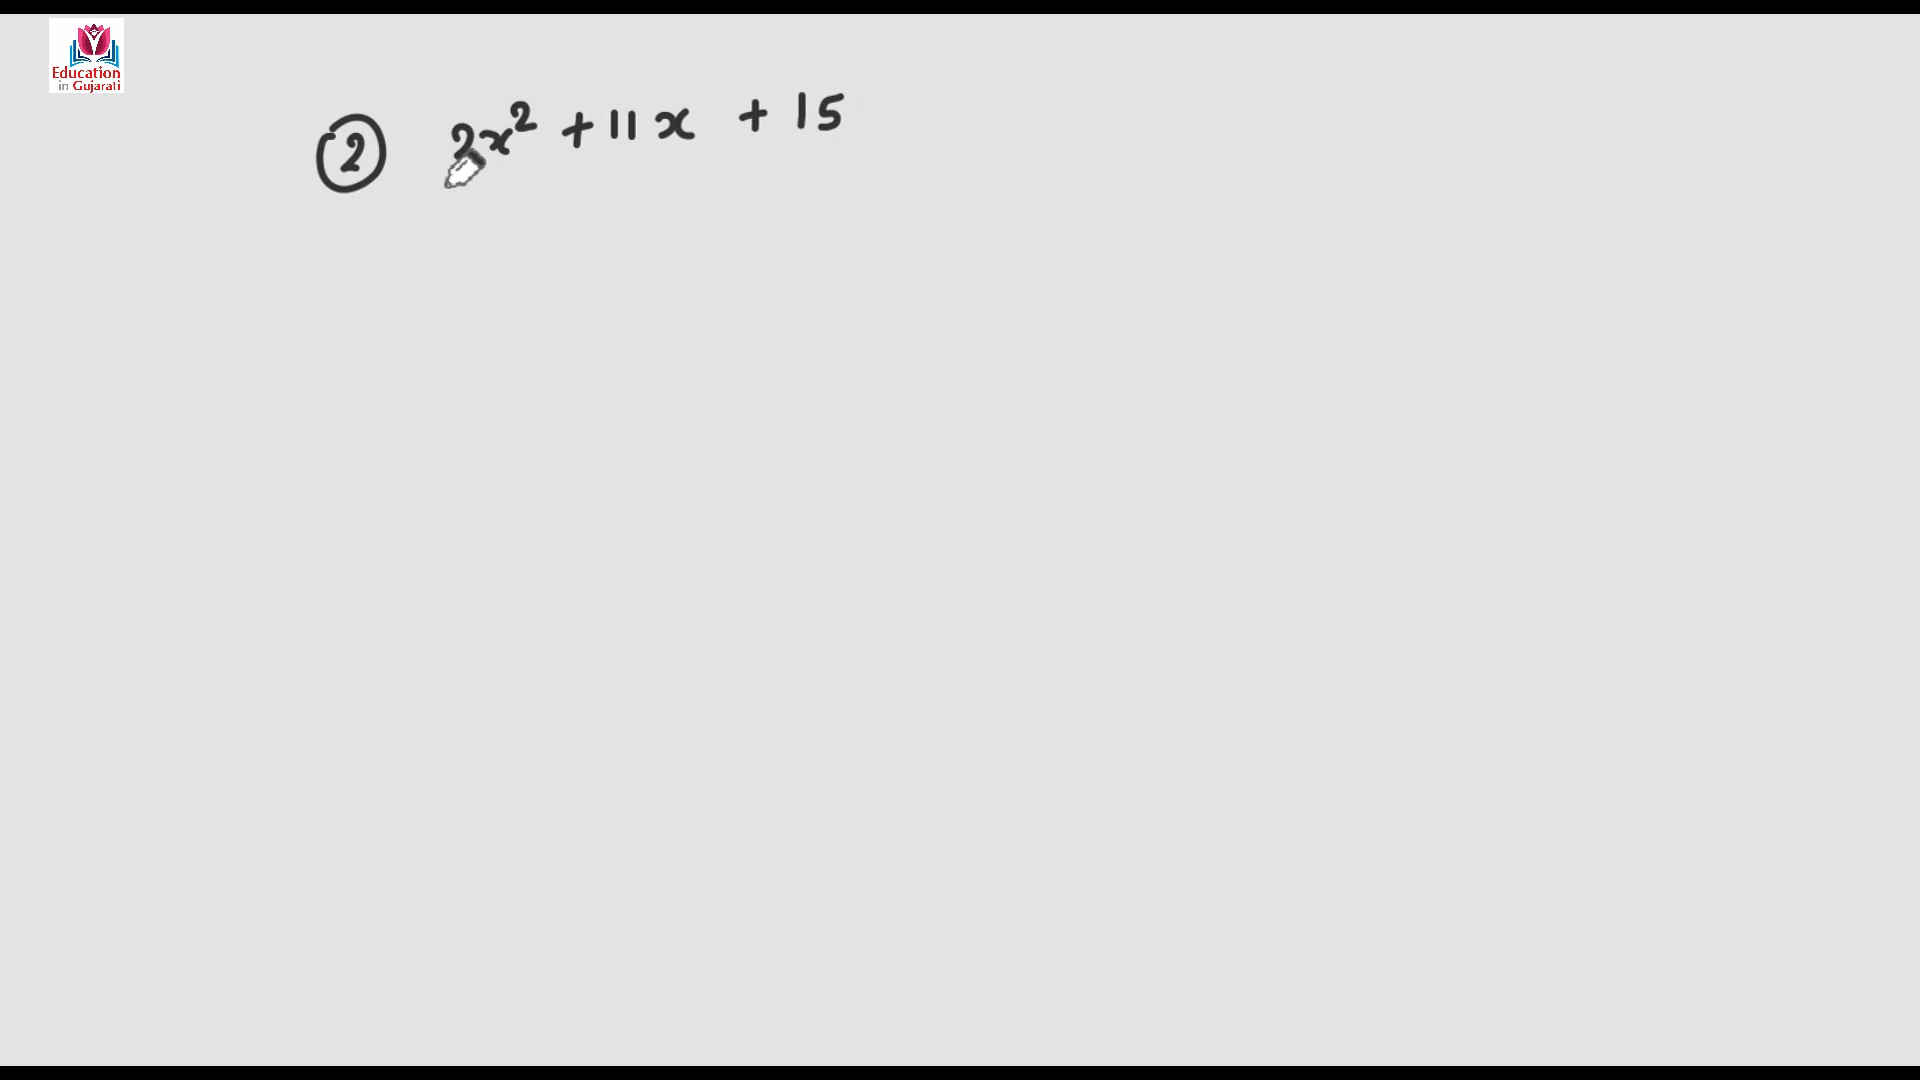 Education
in Gujarati
② 2x² + 11x + 15